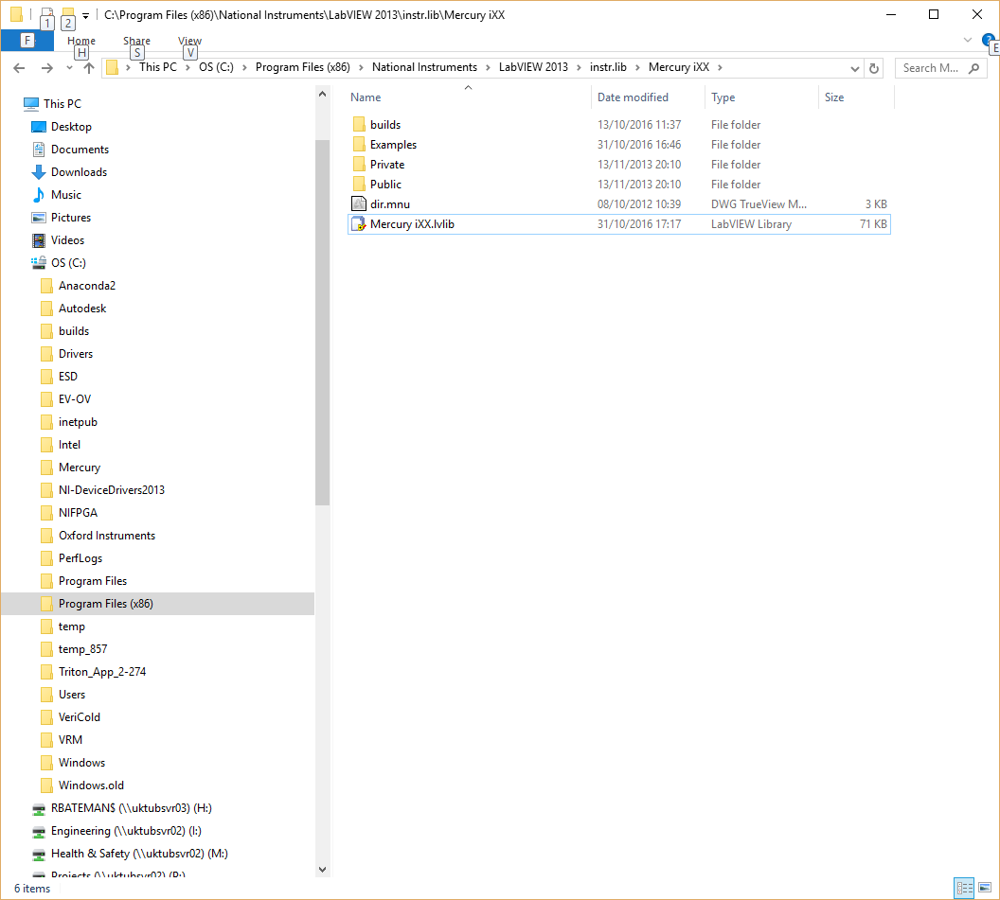 1 2 C:\Program Files (x86)\National Instruments\LabVIEW 2013\instr.lib\Mercury iXX
F Home Share View ?
H S V E
This PC OS (C:) Program Files (x86) National Instruments LabVIEW 2013 instr.lib Mercury iXX Search M...
Name Date modified Type Size
builds 13/10/2016 11:37 File folder
Examples 31/10/2016 16:46 File folder
Private 13/11/2013 20:10 File folder
Public 13/11/2013 20:10 File folder
dir.mnu 08/10/2012 10:39 DWG TrueView M... 3 KB
Mercury iXX.lvlib 31/10/2016 17:17 LabVIEW Library 71 KB
This PC
Desktop
Documents
Downloads
Music
Pictures
Videos
OS (C:)
Anaconda2
Autodesk
builds
Drivers
ESD
EV-OV
inetpub
Intel
Mercury
NI-DeviceDrivers2013
NIFPGA
Oxford Instruments
PerfLogs
Program Files
Program Files (x86)
temp
temp_857
Triton_App_2-274
Users
VeriCold
VRM
Windows
Windows.old
RBATEMAN$ (\\uktubsvr03) (H:)
Engineering (\\uktubsvr02) (I:)
Health & Safety (\\uktubsvr02) (M:)
Projects (\\uktubsvr02) (P:)
6 items